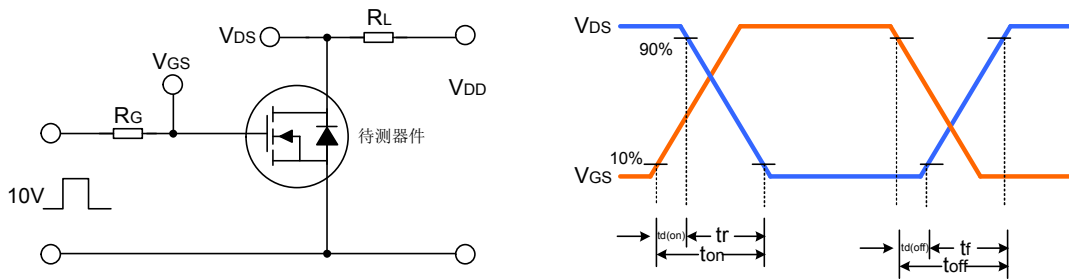 VDS
RL
VGS
VDD
RG
待测器件
10V
VDS
90%
10%
VGS
td(on)
tr
ton
td(off)
tf
toff